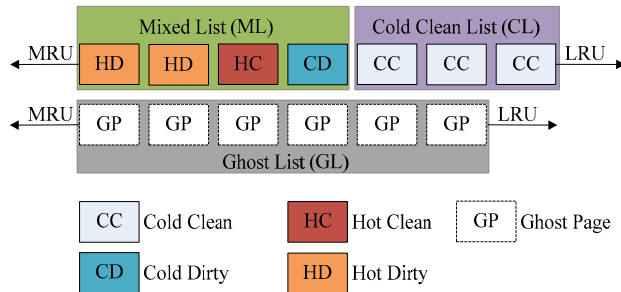 Mixed List (ML) Cold Clean List (CL)
MRU HD HD HC CD CC CC CC LRU
MRU GP GP GP GP GP GP LRU
Ghost List (GL)
CC Cold Clean HC Hot Clean GP Ghost Page
CD Cold Dirty HD Hot Dirty